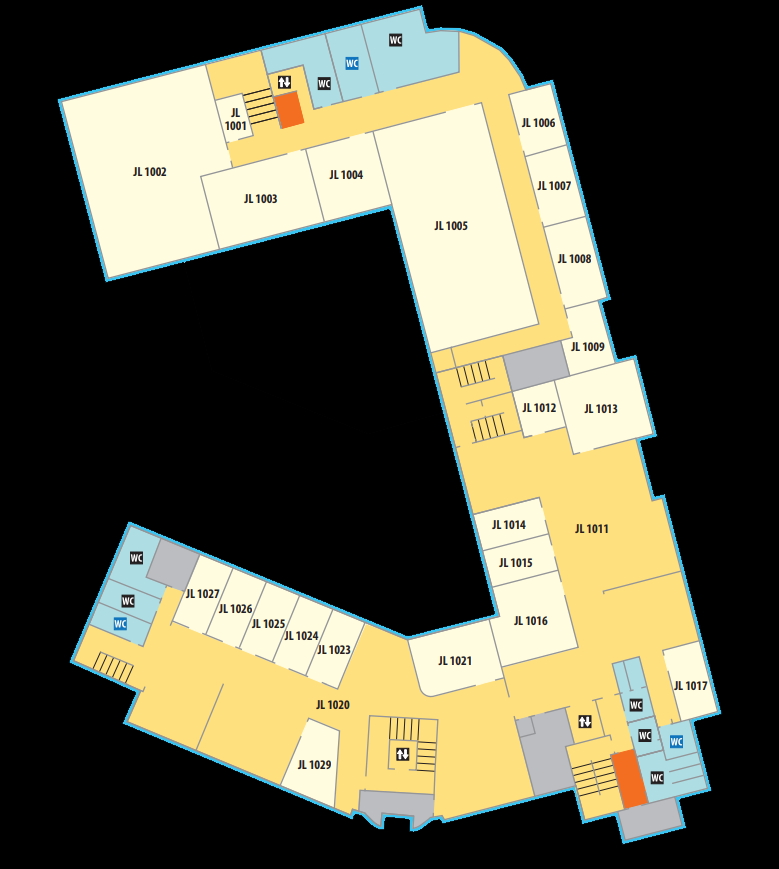 WC
WC
WC
JL
1001
JL 1006
JL 1002
JL 1004
JL 1007
JL 1003
JL 1005
JL 1008
JL 1009
JL 1012
JL 1013
JL 1014
JL 1011
WC
JL 1015
JL 1027
WC
JL 1026
JL 1016
WC
JL 1025
JL 1024
JL 1023
JL 1021
JL 1017
JL 1020
WC
WC
WC
JL 1029
WC